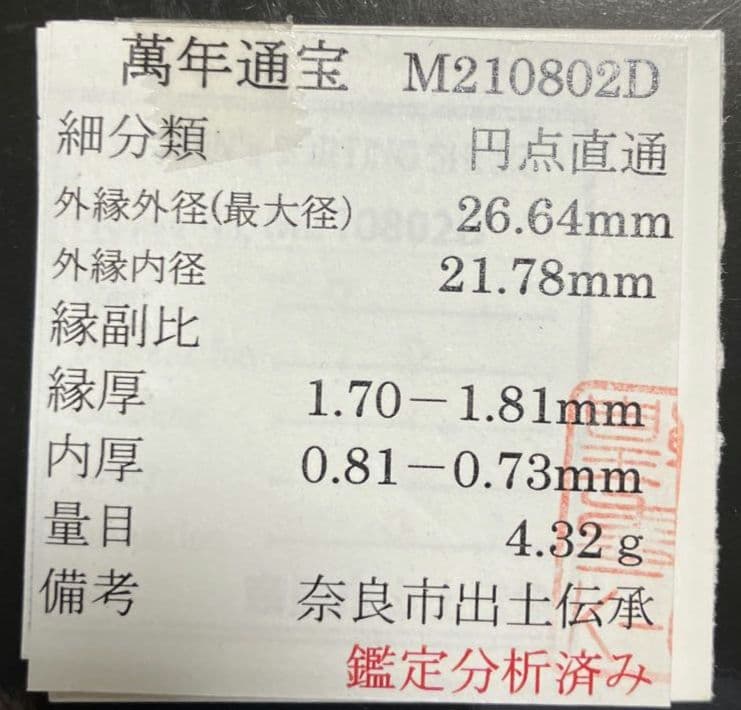 萬年通宝 M210802D
細分類 円点直通
外縁外径(最大径) 26.64mm
外縁内径 21.78mm
縁副比
縁厚 1.70－1.81mm
内厚 0.81－0.73mm
量目 4.32g
備考 奈良市出土伝承
鑑定分析済み